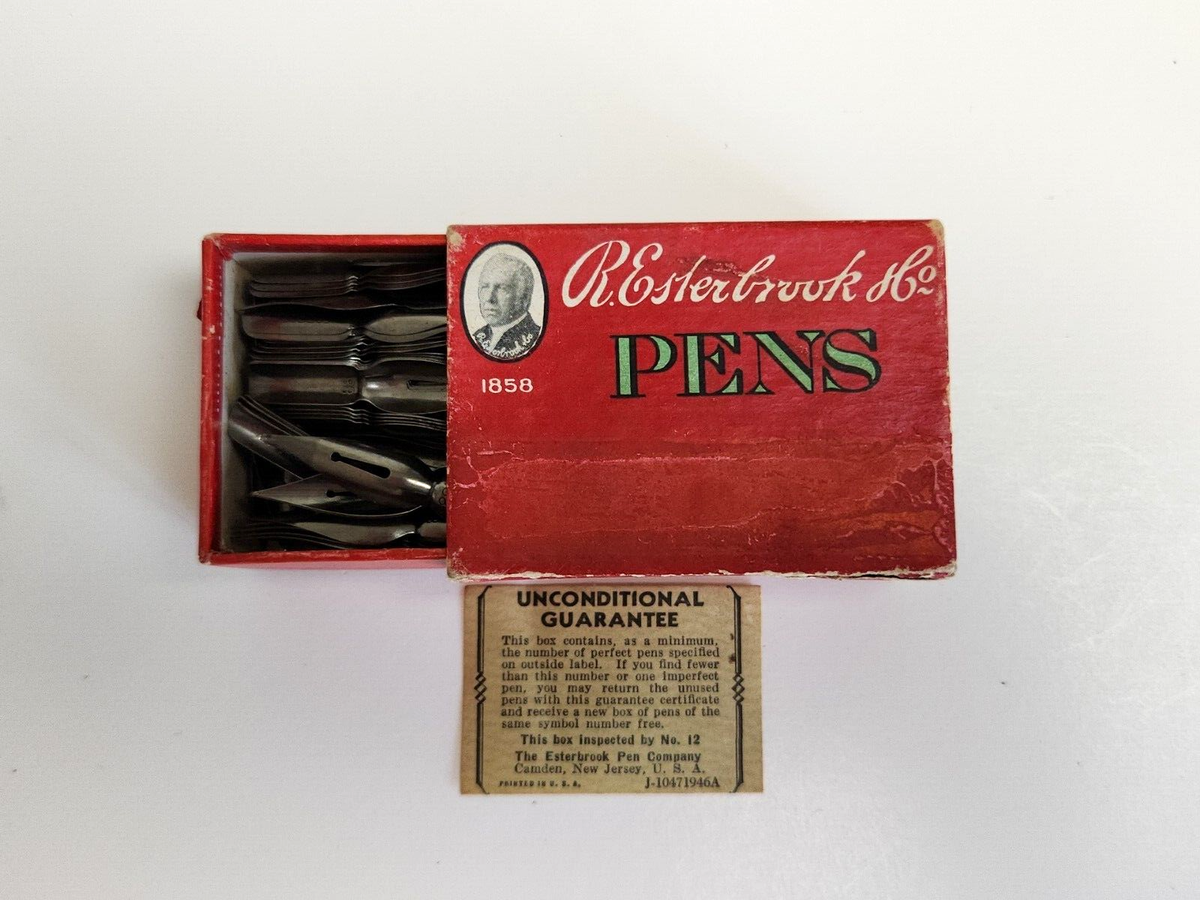 R. Esterbrook & Co
PENS
1858
UNCONDITIONAL
GUARANTEE
This box contains, as a minimum,
the number of perfect pens specified
on outside label. If you find fewer
than this number or one imperfect
pen, you may return the unused
pens with this guarantee certificate
and receive a new box of pens of the
same symbol number free.
This box inspected by No. 12
The Esterbrook Pen Company
Camden, New Jersey, U. S. A.
PRINTED IN U. S. A. J-10471946A